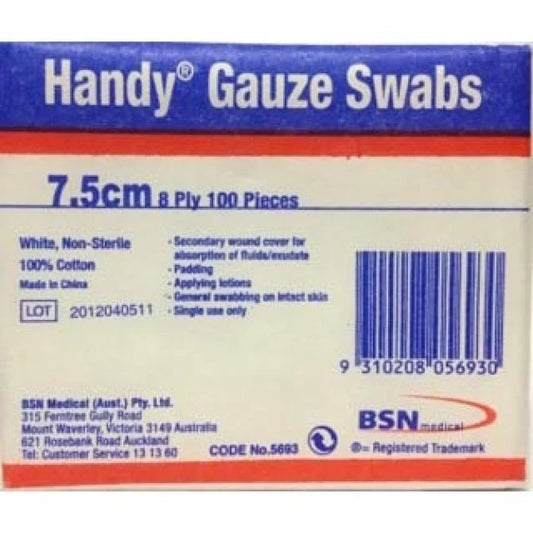 Handy® Gauze Swabs
7.5cm 8 Ply 100 Pieces
White, Non-Sterile
100% Cotton
Made in China
LOT 2012040511
- Secondary wound cover for
absorption of fluids/exudate
- Padding
- Applying lotions
- General swabbing on intact skin
- Single use only
9 310208 056930
BSN Medical (Aust.) Pty. Ltd.
315 Ferntree Gully Road
Mount Waverley, Victoria 3149 Australia
621 Rosebank Road Auckland
Tel: Customer Service 13 13 60
CODE No.5693
BSN medical
®= Registered Trademark